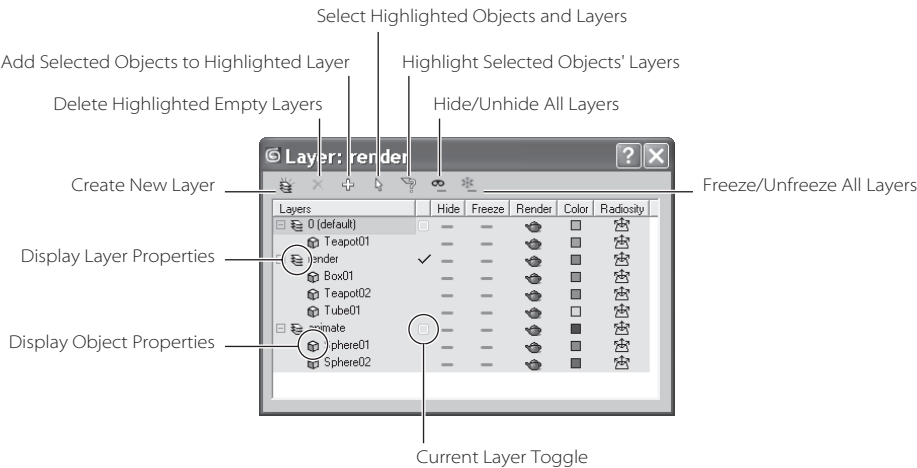 Select Highlighted Objects and Layers
Add Selected Objects to Highlighted Layer
Highlight Selected Objects' Layers
Delete Highlighted Empty Layers
Hide/Unhide All Layers
Layer: render
Create New Layer
Freeze/Unfreeze All Layers
Layers Hide Freeze Render Color Radiosity
0 (default)
Teapot01
Display Layer Properties
render
Box01
Teapot02
Tube01
animate
Display Object Properties
Sphere01
Sphere02
Current Layer Toggle